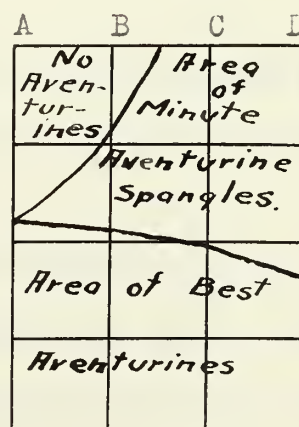 A B C D
No Area
Aven- of
tur- Minute
ines
Aventurine
Spangles.
Area of Best
Aventurines